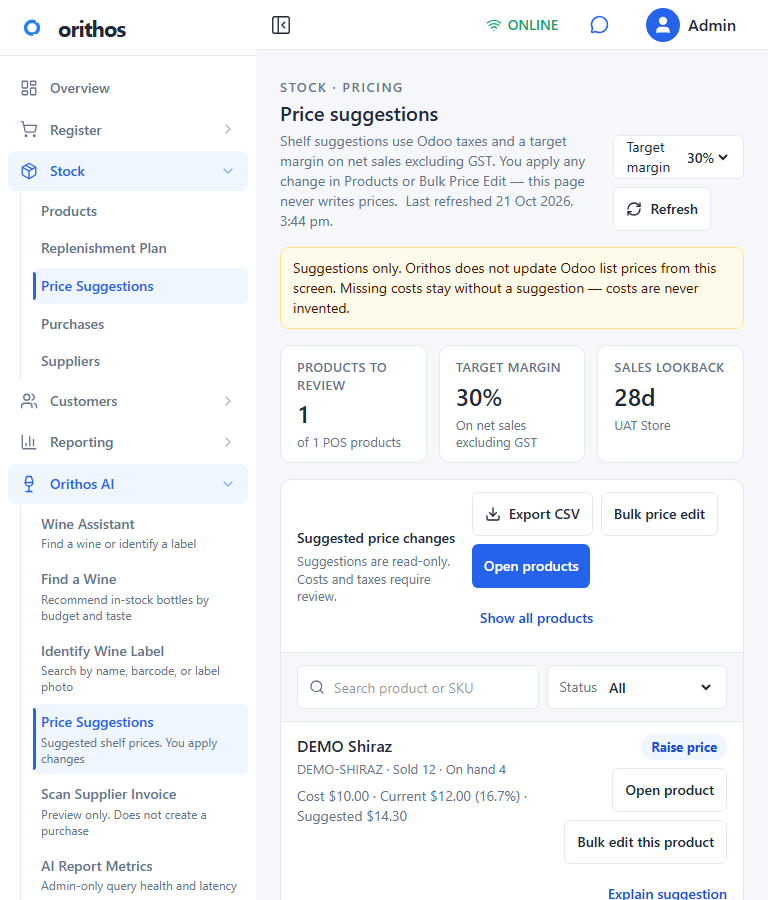 orithos
ONLINE
Admin
Overview
Register
Stock
Products
Replenishment Plan
Price Suggestions
Purchases
Suppliers
Customers
Reporting
Orithos AI
Wine Assistant
Find a wine or identify a label
Find a Wine
Recommend in-stock bottles by
budget and taste
Identify Wine Label
Search by name, barcode, or label
photo
Price Suggestions
Suggested shelf prices. You apply
changes
Scan Supplier Invoice
Preview only. Does not create a
purchase
AI Report Metrics
Admin-only query health and latency
STOCK · PRICING
Price suggestions
Shelf suggestions use Odoo taxes and a target
margin on net sales excluding GST. You apply any
change in Products or Bulk Price Edit — this page
never writes prices. Last refreshed 21 Oct 2026,
3:44 pm.
Target
margin
30%
Refresh
Suggestions only. Orithos does not update Odoo list prices from this
screen. Missing costs stay without a suggestion — costs are never
invented.
PRODUCTS TO
REVIEW
1
of 1 POS products
TARGET MARGIN
30%
On net sales
excluding GST
SALES LOOKBACK
28d
UAT Store
Suggested price changes
Suggestions are read-only.
Costs and taxes require
review.
Export CSV
Bulk price edit
Open products
Show all products
Search product or SKU
Status All
DEMO Shiraz
DEMO-SHIRAZ · Sold 12 · On hand 4
Cost $10.00 · Current $12.00 (16.7%) ·
Suggested $14.30
Raise price
Open product
Bulk edit this product
Explain suggestion